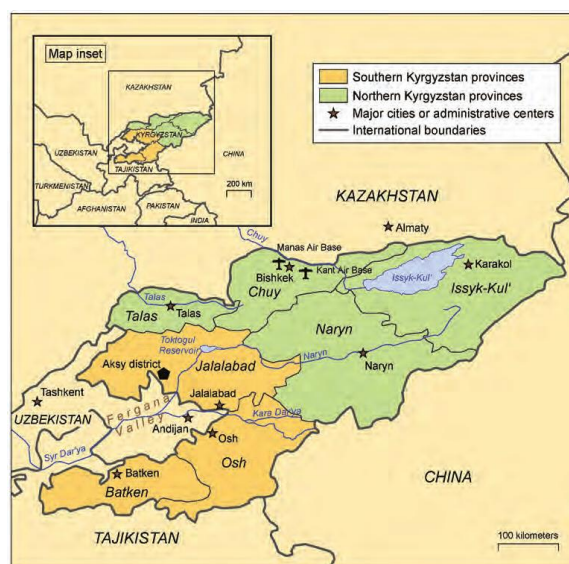 Map inset
KAZAKHSTAN
KYRGYZSTAN
UZBEKISTAN
CHINA
TAJIKISTAN
TURKMENISTAN
AFGHANISTAN
PAKISTAN
INDIA
200 km
Southern Kyrgyzstan provinces
Northern Kyrgyzstan provinces
Major cities or administrative centers
International boundaries
KAZAKHSTAN
Almaty
Chuy
Manas Air Base
Bishkek
Kant Air Base
Chuy
Issyk-Kul'
Karakol
Issyk-Kul'
Talas
Talas
Talas
Naryn
Toktogul
Reservoir
Jalalabad
Naryn
Naryn
Aksy district
Tashkent
Jalalabad
Fergana
Valley
Kara Dar'ya
UZBEKISTAN
Andijan
Osh
Syr Dar'ya
Batken
Osh
Batken
CHINA
TAJIKISTAN
100 kilometers